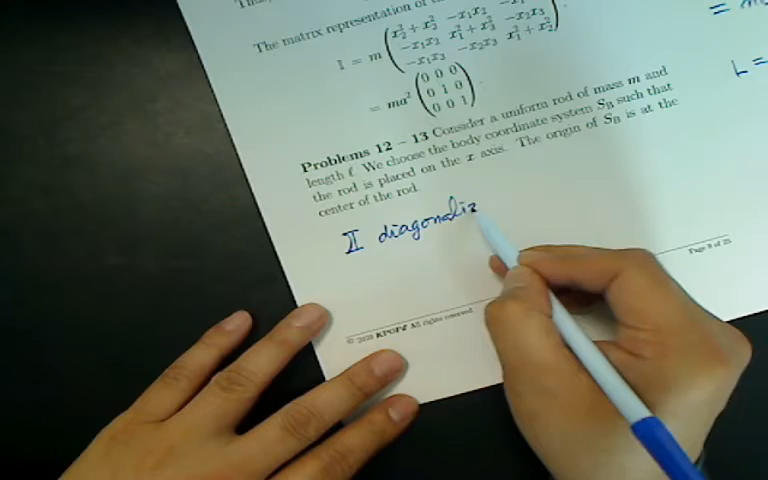 The matrix representation of
I = m ( x₂² + x₃² −x₁x₂ −x₁x₃
−x₁x₂ x₁² + x₃² −x₂x₃
−x₁x₃ −x₂x₃ x₁² + x₂² ) .
= ma² ( 0 0 0
0 1 0
0 0 1 ) .
Problems 12 – 13 Consider a uniform rod of mass m and
length ℓ. We choose the body coordinate system S_B such that
the rod is placed on the x axis. The origin of S_B is at the
center of the rod.
I diagonaliz
Page 9 of 25
© 2020 KPOPE All rights reserved.
L =